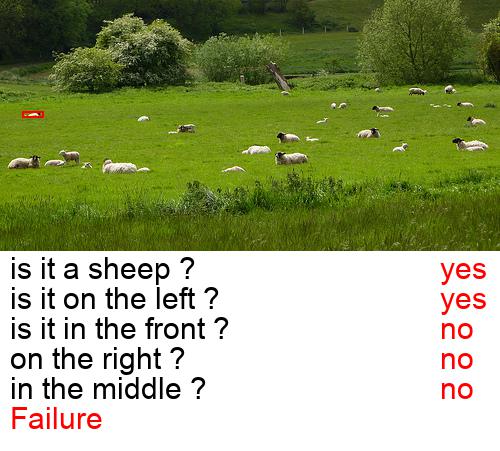 is it a sheep ? yes
is it on the left ? yes
is it in the front ? no
on the right ? no
in the middle ? no
Failure